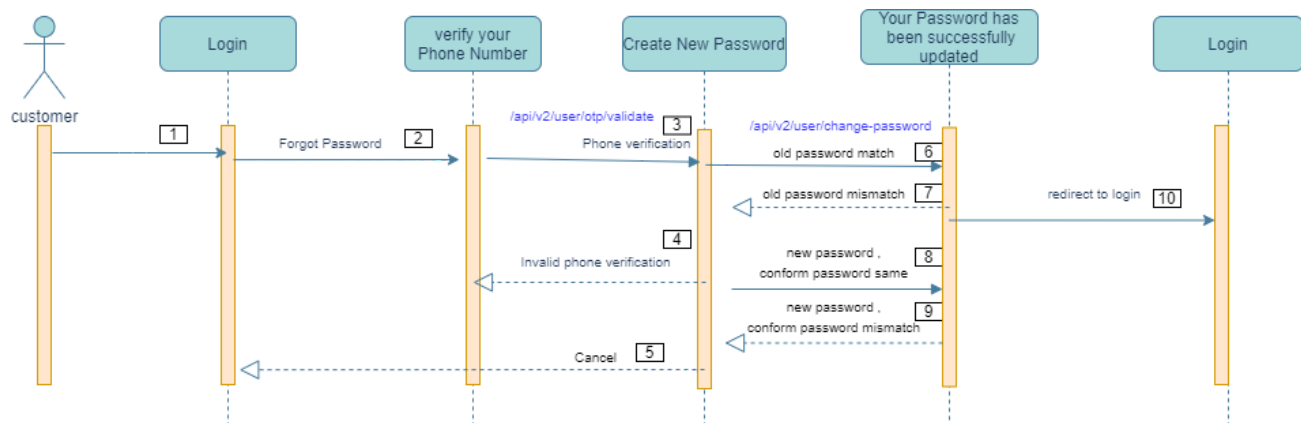 Login
verify your
Phone Number
Create New Password
Your Password has
been successfully
updated
Login
customer
1
Forgot Password
2
/api/v2/user/otp/validate
3
Phone verification
/api/v2/user/change-password
old password match
6
old password mismatch
7
redirect to login
10
4
Invalid phone verification
new password ,
8
conform password same
new password ,
9
conform password mismatch
Cancel
5